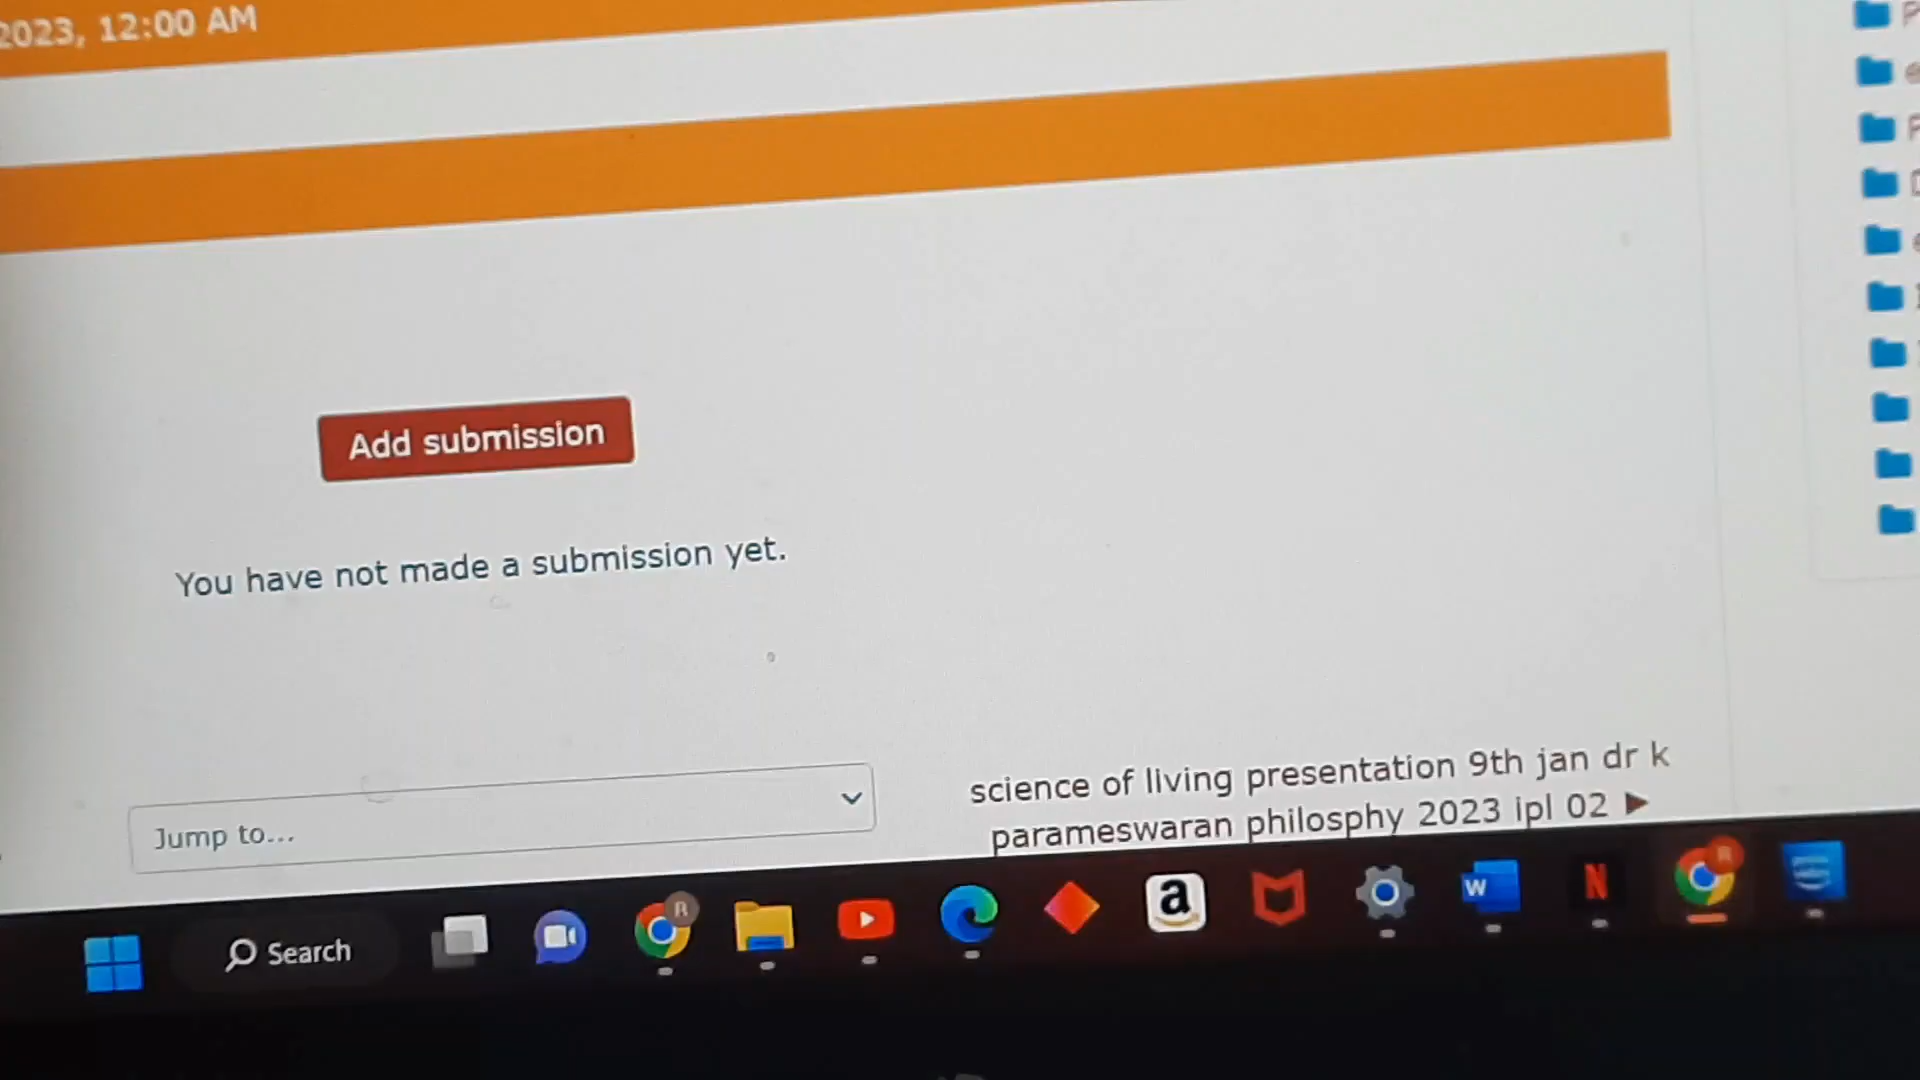 2023, 12:00 AM
Add submission
You have not made a submission yet.
Jump to...
science of living presentation 9th jan dr k
parameswaran philosphy 2023 ipl 02 ►
Search